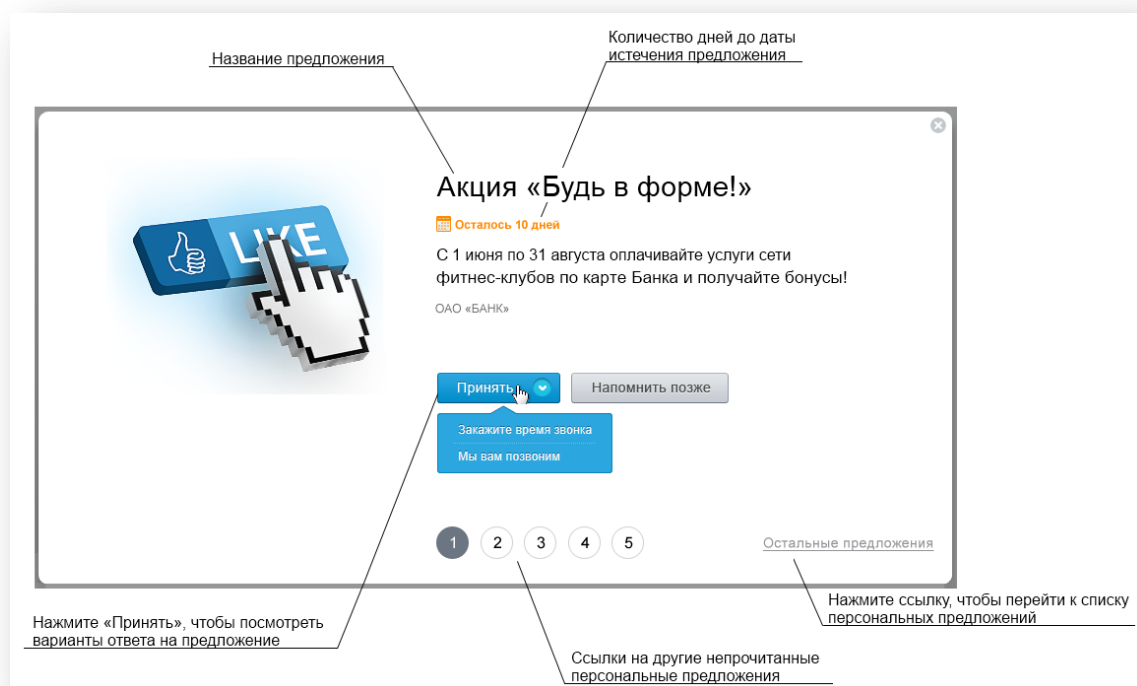 Количество дней до даты
истечения предложения
Название предложения
Акция «Будь в форме!»
Осталось 10 дней
LIKE
С 1 июня по 31 августа оплачивайте услуги сети
фитнес-клубов по карте Банка и получайте бонусы!
ОАО «БАНК»
Принять
Напомнить позже
Закажите время звонка
Мы вам позвоним
1 2 3 4 5
Остальные предложения
Нажмите ссылку, чтобы перейти к списку
персональных предложений
Нажмите «Принять», чтобы посмотреть
варианты ответа на предложение
Ссылки на другие непрочитанные
персональные предложения